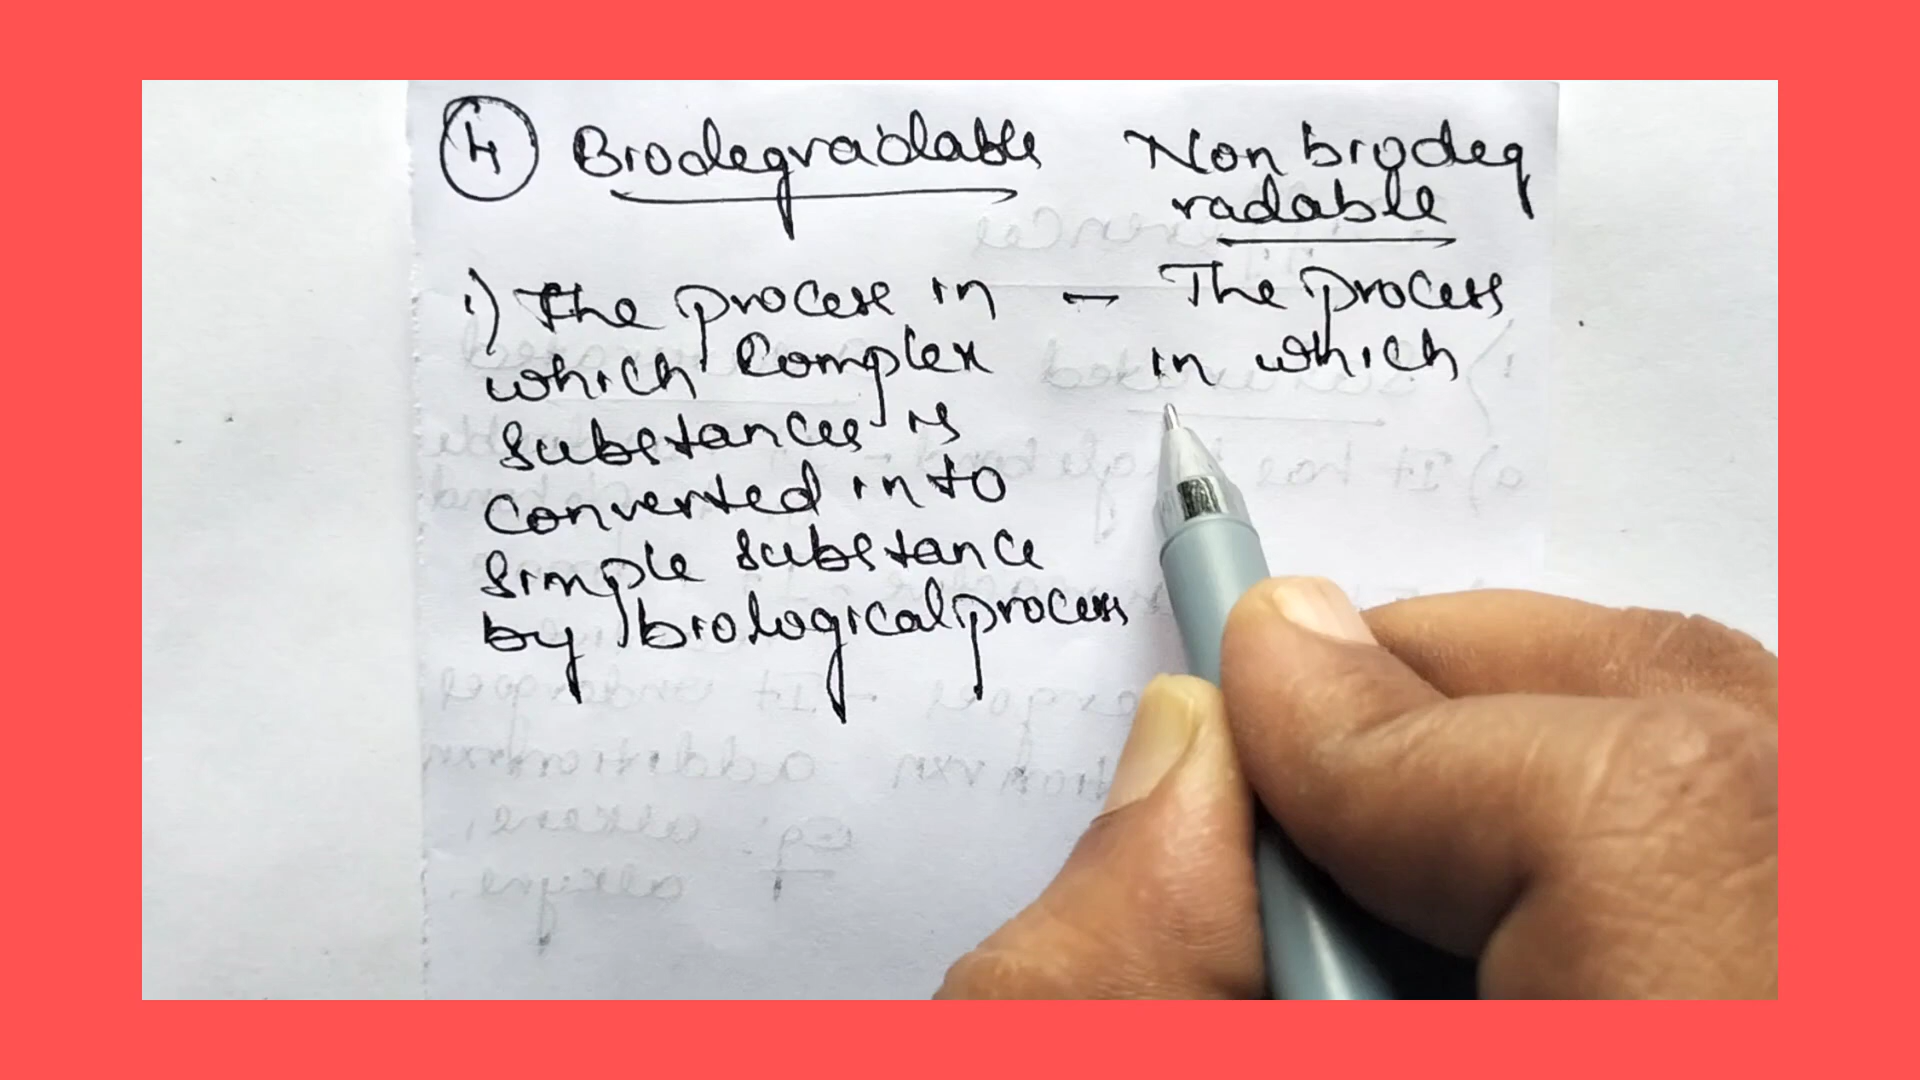 4 Biodegradable
i) The process in
which Complex
substances is
converted into
simple substance
by biological process
Non biodeg
radable
- The process
in which